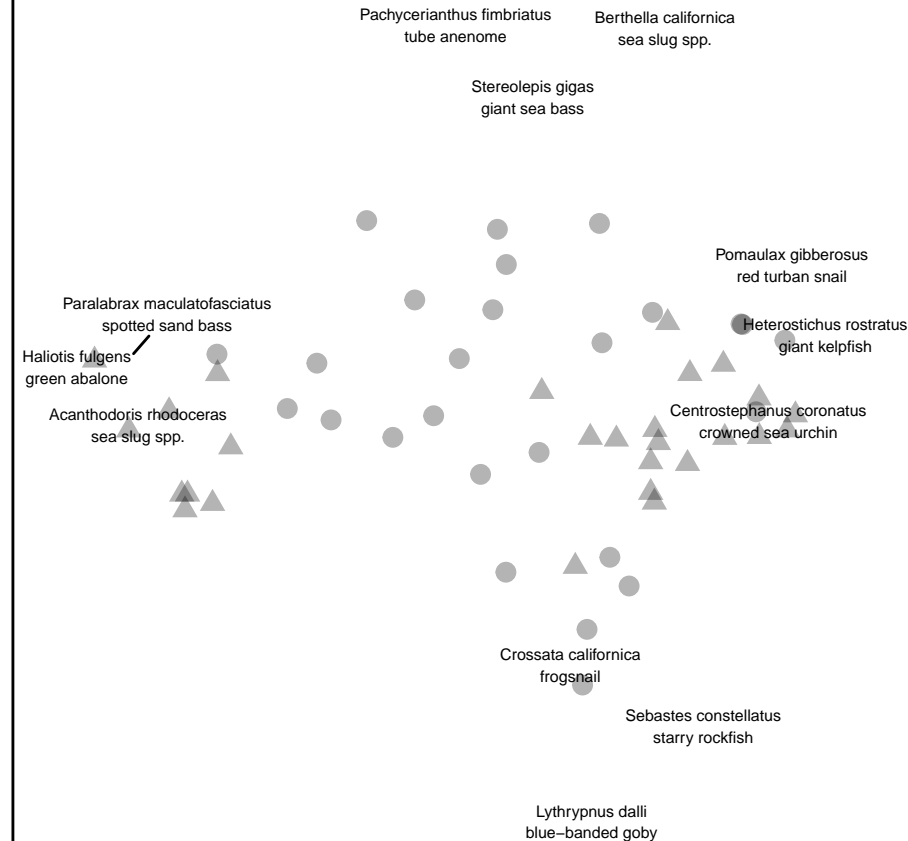 Pachycerianthus fimbriatus
tube anenome
Berthella californica
sea slug spp.
Stereolepis gigas
giant sea bass
Pomaulax gibberosus
red turban snail
Paralabrax maculatofasciatus
spotted sand bass
Heterostichus rostratus
giant kelpfish
Haliotis fulgens
green abalone
Acanthodoris rhodoceras
sea slug spp.
Centrostephanus coronatus
crowned sea urchin
Crossata californica
frogsnail
Sebastes constellatus
starry rockfish
Lythrypnus dalli
blue−banded goby